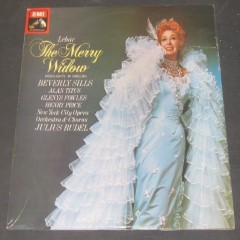 EMI
Lehár
The Merry
Widow
HIGHLIGHTS IN ENGLISH
BEVERLY SILLS
ALAN TITUS
GLENYS FOWLES
HENRY PRICE
New York City Opera
Orchestra & Chorus
JULIUS RUDEL